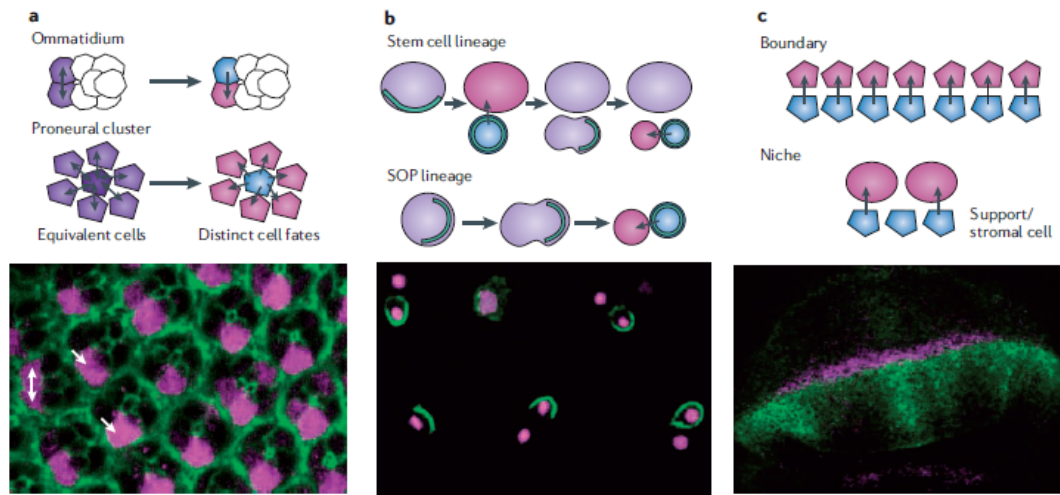 a
Ommatidium
Proneural cluster
Equivalent cells
Distinct cell fates
b
Stem cell lineage
SOP lineage
c
Boundary
Niche
Support/
stromal cell